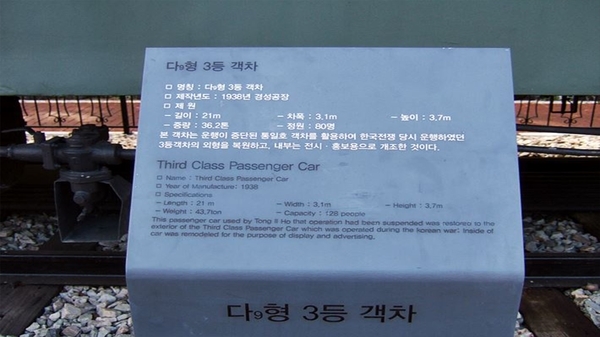 다9형 3등 객차
□ 명칭 : 다9형 3등 객차
□ 제작년도 : 1938년 경성공장
□ 제 원
- 길이 : 21m - 차폭 : 3.1m - 높이 : 3.7m
- 중량 : 36.2톤 - 정원 : 80명
본 객차는 운행이 중단된 통일호 객차를 활용하여 한국전쟁 당시 운행하였던
3등객차의 외형을 복원하고, 내부는 전시 · 홍보용으로 개조한 것이다.
Third Class Passenger Car
□ Name : Third Class Passenger Car
□ Year of Manufacture : 1938
□ Specifications
- Length : 21 m - Width : 3.1m - Height : 3.7m
- Weight : 43.7ton - Capacity : 128 people
This passenger car used by Tong il Ho that operation had been suspended was restored to the
exterior of the Third Class Passenger Car which was operated during the korean war; Inside of
car was remodeled for the purpose of display and advertising.
다9형 3등 객차